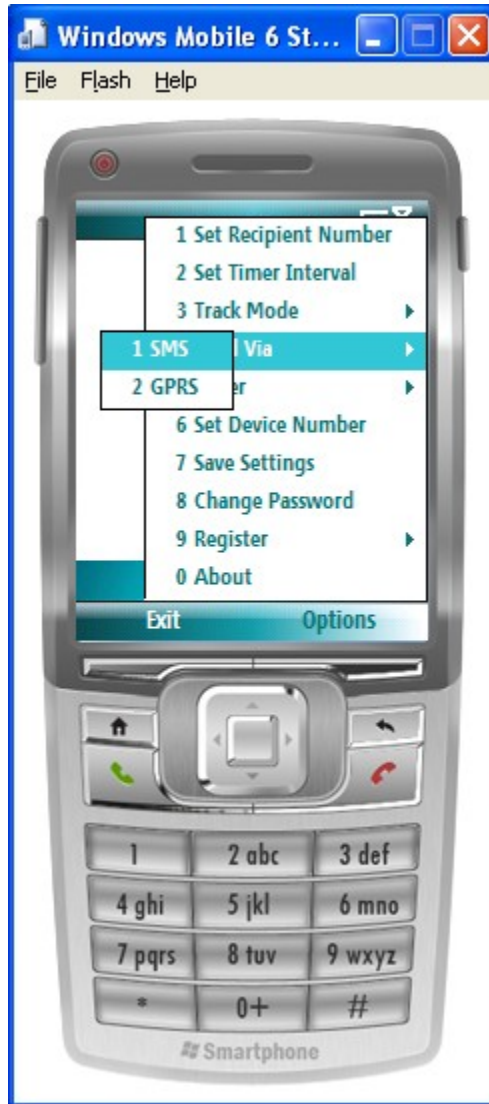 Windows Mobile 6 St...
File Flash Help
1 Set Recipient Number
2 Set Timer Interval
3 Track Mode
1 SMS
Via
2 GPRS
6 Set Device Number
7 Save Settings
8 Change Password
9 Register
0 About
Exit Options
1 2 abc 3 def
4 ghi 5 jkl 6 mno
7 pqrs 8 tuv 9 wxyz
* 0+ #
Smartphone